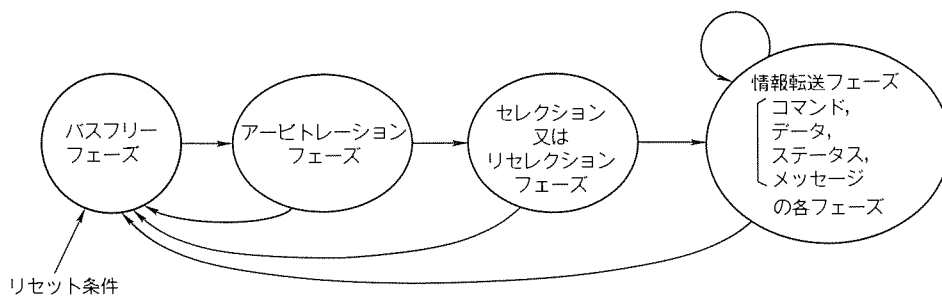 バスフリー
フェーズ
アービトレーション
フェーズ
セレクション
又は
リセレクション
フェーズ
情報転送フェーズ
コマンド，
データ，
ステータス，
メッセージ
の各フェーズ
リセット条件